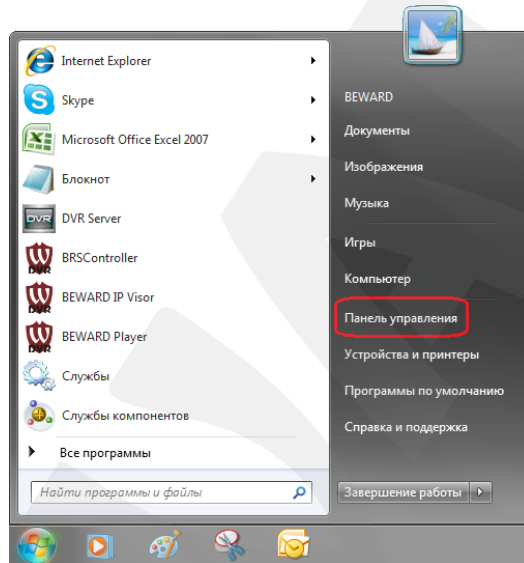 Internet Explorer
Skype
Microsoft Office Excel 2007
Блокнот
DVR Server
BRSController
BEWARD IP Visor
BEWARD Player
Службы
Службы компонентов
Все программы
Найти программы и файлы
BEWARD
Документы
Изображения
Музыка
Игры
Компьютер
Панель управления
Устройства и принтеры
Программы по умолчанию
Справка и поддержка
Завершение работы